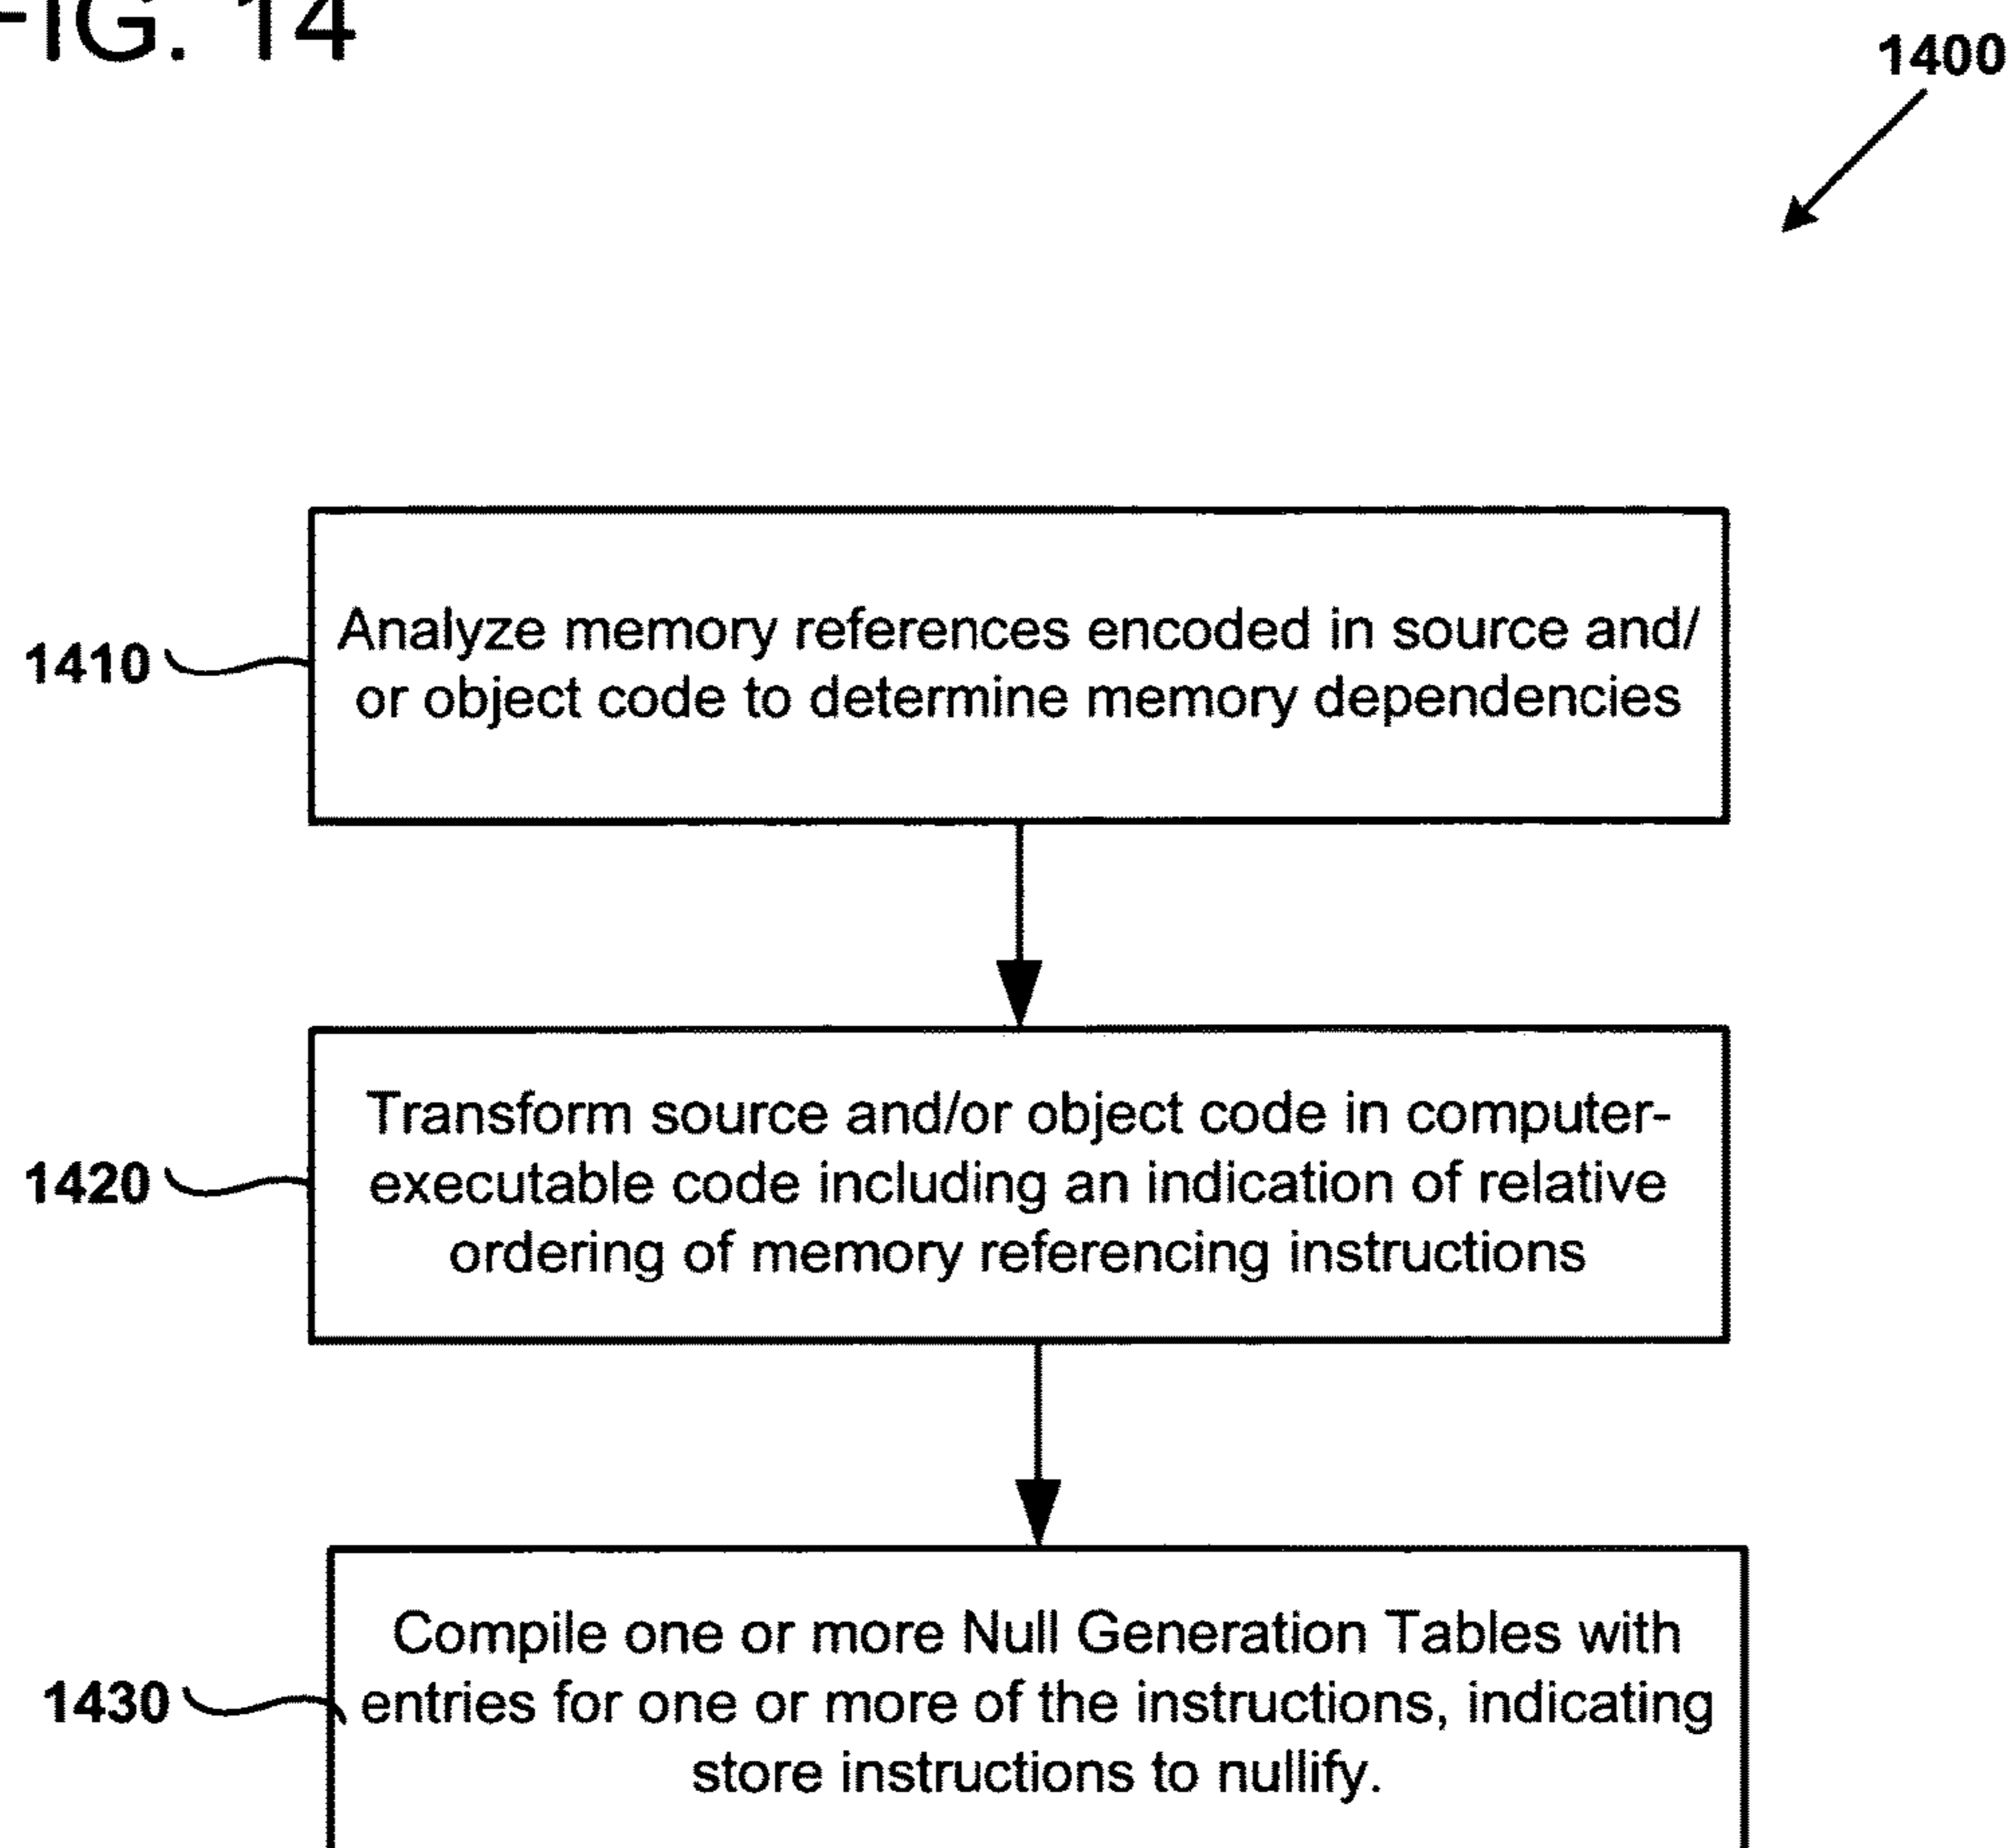 FIG. 14
1400
1410
Analyze memory references encoded in source and/
or object code to determine memory dependencies
1420
Transform source and/or object code in computer-
executable code including an indication of relative
ordering of memory referencing instructions
1430
Compile one or more Null Generation Tables with
entries for one or more of the instructions, indicating
store instructions to nullify.